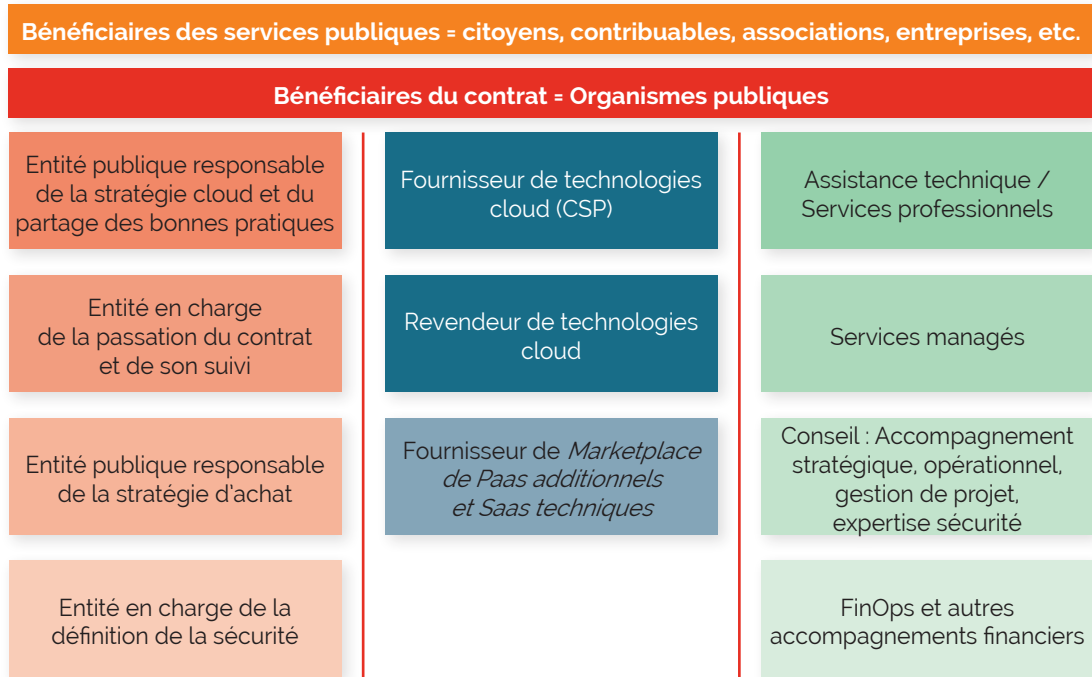 Bénéficiaires des services publiques = citoyens, contribuables, associations, entreprises, etc.
Bénéficiaires du contrat = Organismes publiques
Entité publique responsable
de la stratégie cloud et du
partage des bonnes pratiques
Entité en charge
de la passation du contrat
et de son suivi
Entité publique responsable
de la stratégie d'achat
Entité en charge de la
définition de la sécurité
Fournisseur de technologies
cloud (CSP)
Revendeur de technologies
cloud
Fournisseur de Marketplace
de Paas additionnels
et Saas techniques
Assistance technique /
Services professionnels
Services managés
Conseil : Accompagnement
stratégique, opérationnel,
gestion de projet,
expertise sécurité
FinOps et autres
accompagnements financiers